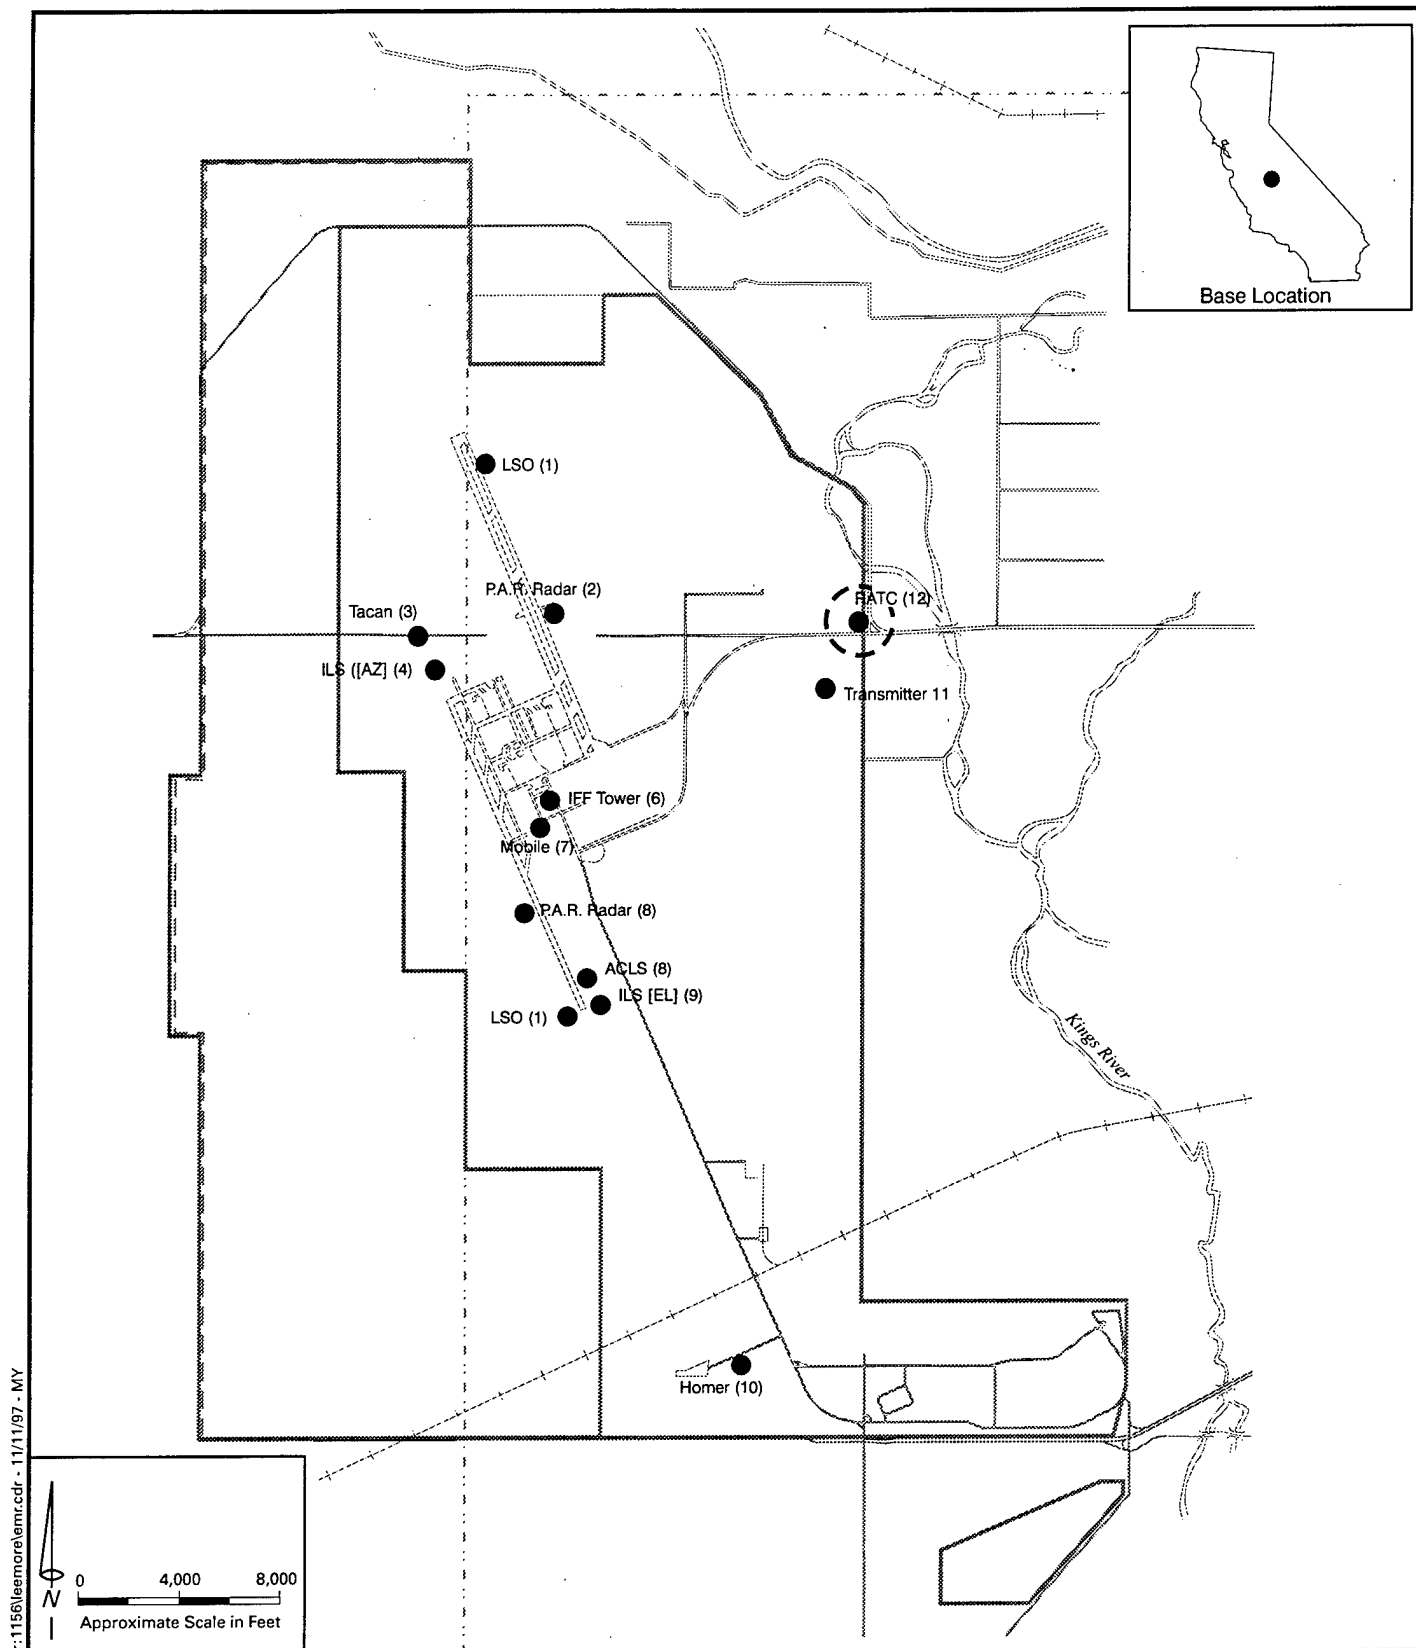 Base Location
LSO (1)
P.A.R. Radar (2)
Tacan (3)
RATC (12)
ILS ([AZ] (4)
Transmitter 11
IFF Tower (6)
Mobile (7)
P.A.R. Radar (8)
ACLS (8)
ILS [EL] (9)
LSO (1)
Kings River
Homer (10)
N
0 4,000 8,000
Approximate Scale in Feet
r:1156\leemore\emr.cdr - 11/11/97 - MY